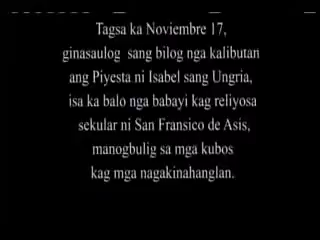 Tagsa ka Noviembre 17,
ginasaulog sang bilog nga kalibutan
ang Piyesta ni Isabel sang Ungria,
isa ka balo nga babayi kag reliyosa
sekular ni San Fransico de Asis,
manogbulig sa mga kubos
kag mga nagakinahanglan.